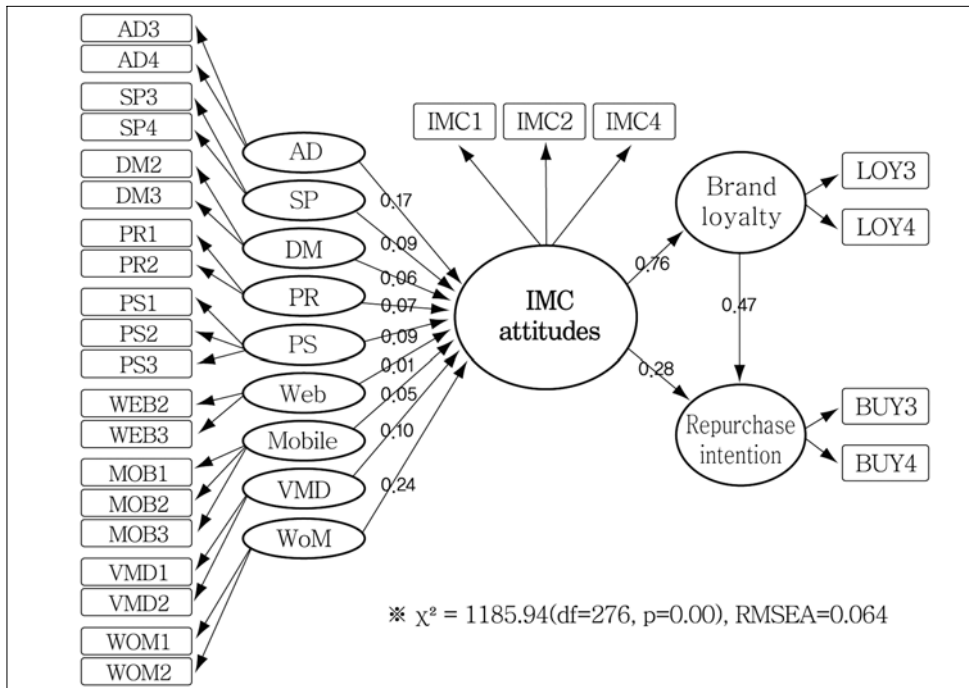 AD3
AD4
SP3
SP4
DM2
DM3
PR1
PR2
PS1
PS2
PS3
WEB2
WEB3
MOB1
MOB2
MOB3
VMD1
VMD2
WOM1
WOM2
AD
SP
DM
PR
PS
Web
Mobile
VMD
WoM
0.17
0.09
0.06
0.07
0.09
0.01
0.05
0.10
0.24
IMC1
IMC2
IMC4
IMC
attitudes
0.76
0.28
Brand
loyalty
0.47
Repurchase
intention
LOY3
LOY4
BUY3
BUY4
※ χ² = 1185.94(df=276, p=0.00), RMSEA=0.064